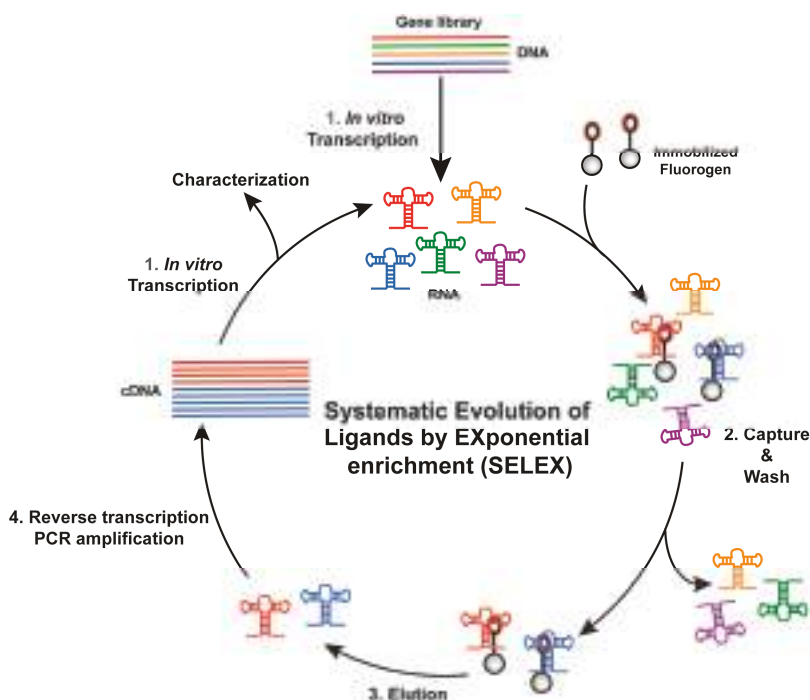 Gene library
DNA
1. In vitro
Transcription
Immobilized
Fluorogen
Characterization
1. In vitro
Transcription
RNA
cDNA
Systematic Evolution of
Ligands by EXponential
enrichment (SELEX)
2. Capture
&
Wash
4. Reverse transcription
PCR amplification
3. Elution